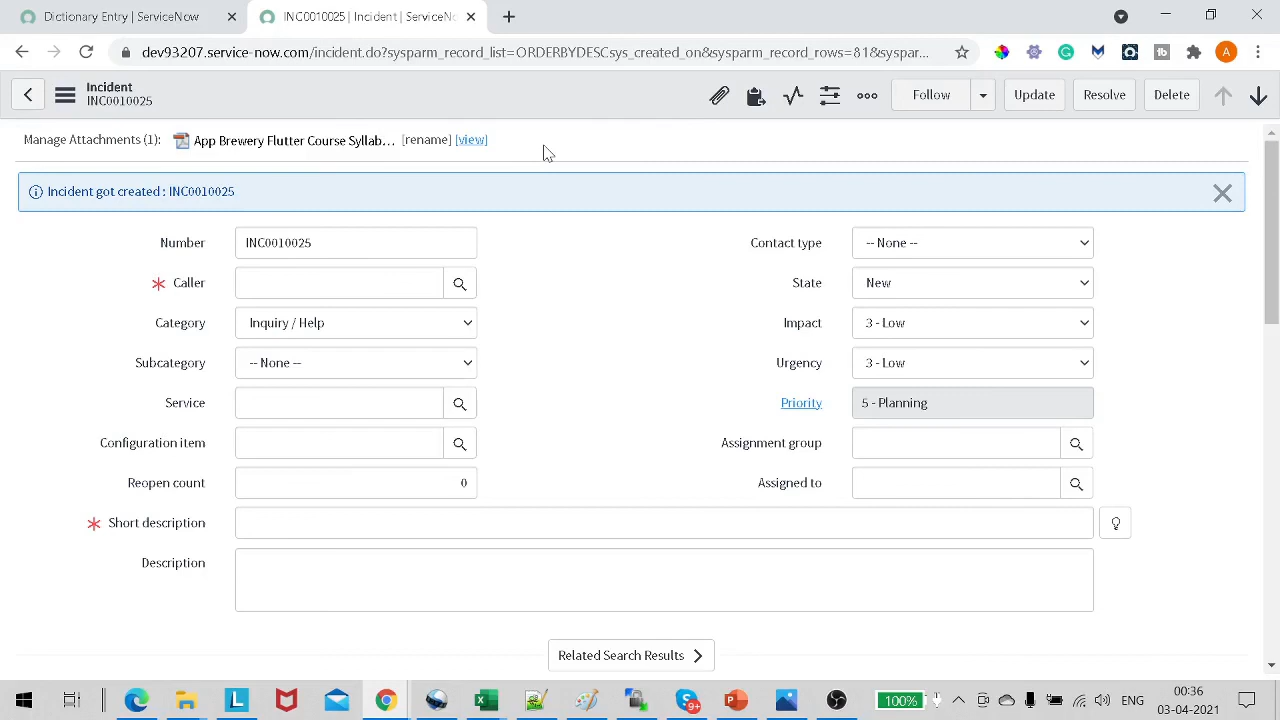 Dictionary Entry | ServiceNow
INC0010025 | Incident | ServiceNo
dev93207.service-now.com/incident.do?sysparm_record_list=ORDERBYDESCsys_created_on&sysparm_record_rows=81&syspar...
A
Incident
INC0010025
Follow
Update
Resolve
Delete
Manage Attachments (1):
App Brewery Flutter Course Syllab... [rename] [view]
Incident got created : INC0010025
Number
INC0010025
Contact type
-- None --
Caller
State
New
Category
Inquiry / Help
Impact
3 - Low
Subcategory
-- None --
Urgency
3 - Low
Service
Priority
5 - Planning
Configuration item
Assignment group
Reopen count
0
Assigned to
Short description
Description
Related Search Results
100%
ENG
00:36
03-04-2021
9+